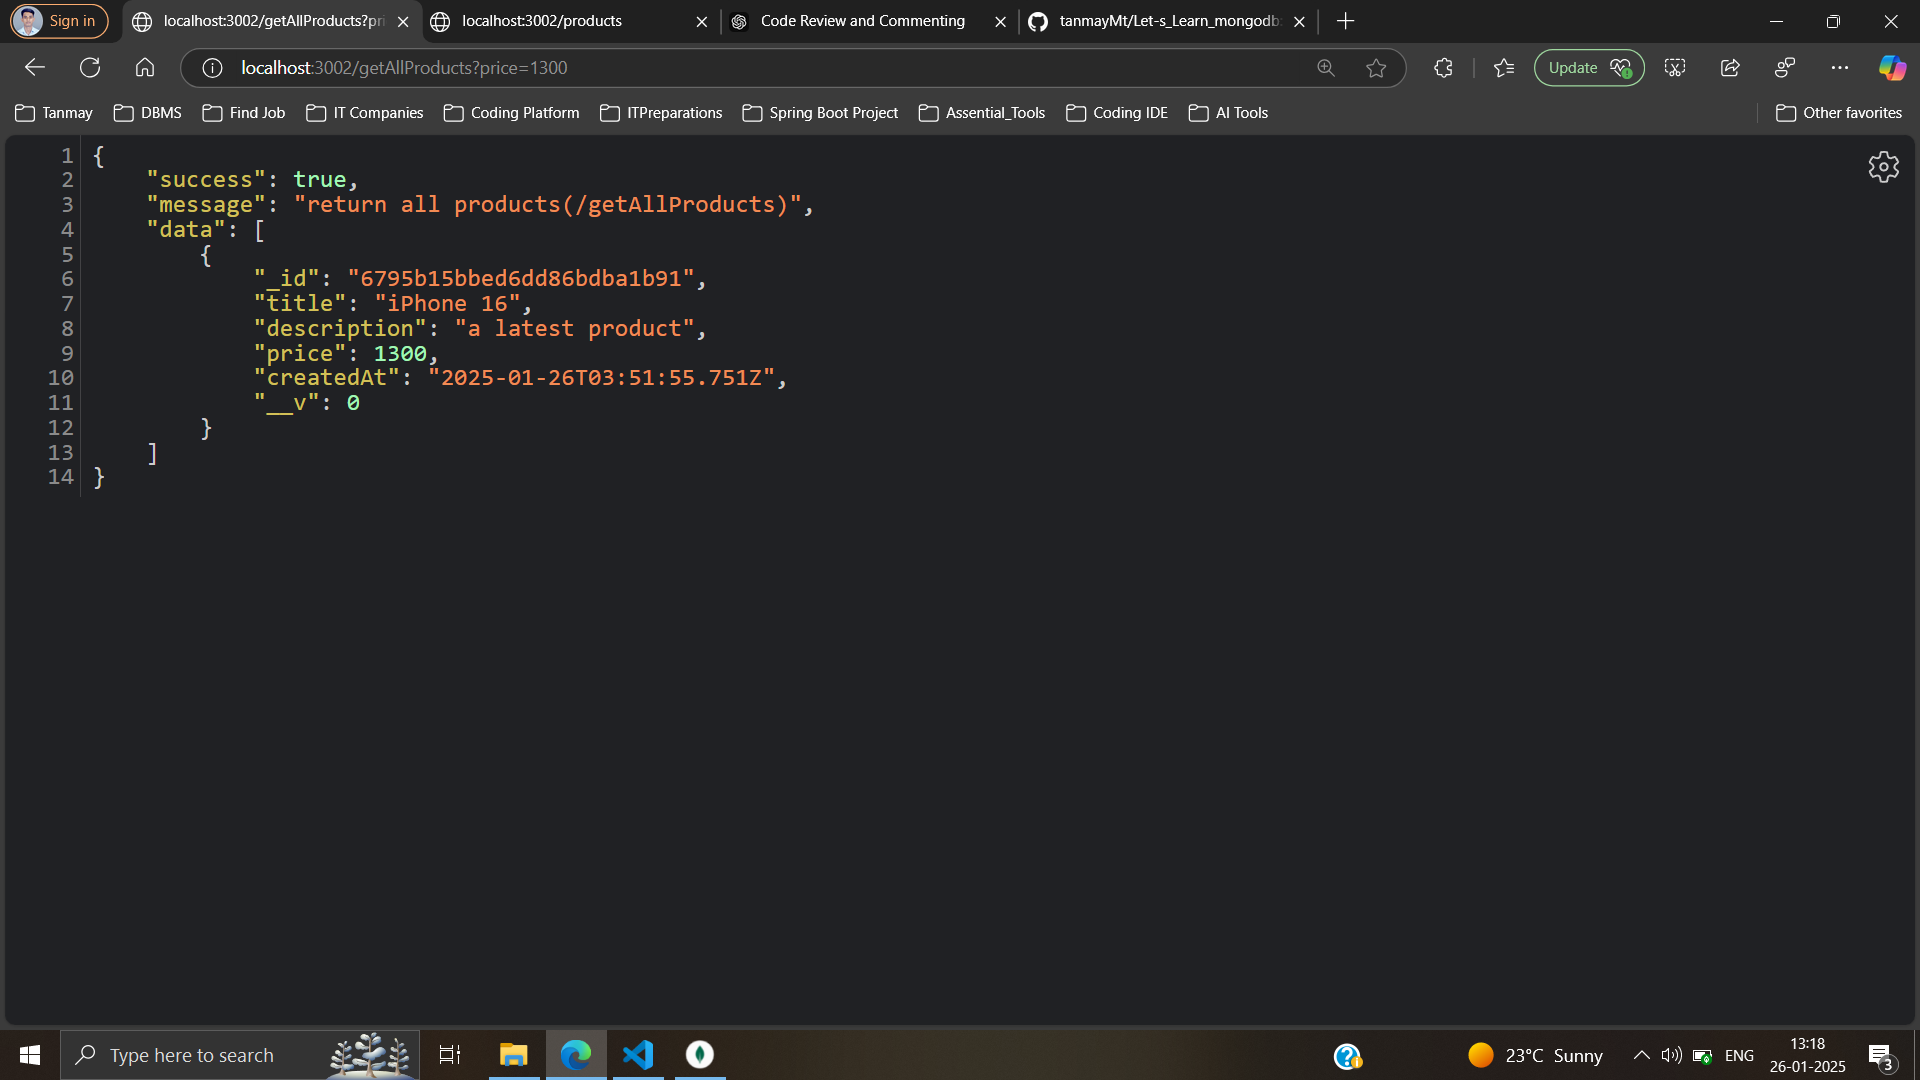 Sign in
localhost:3002/getAllProducts?pri
localhost:3002/products
Code Review and Commenting
tanmayMt/Let-s_Learn_mongodb:
localhost:3002/getAllProducts?price=1300
Update
Tanmay
DBMS
Find Job
IT Companies
Coding Platform
ITPreparations
Spring Boot Project
Assential_Tools
Coding IDE
AI Tools
Other favorites
1 {
2 "success": true,
3 "message": "return all products(/getAllProducts)",
4 "data": [
5 {
6 "_id": "6795b15bbed6dd86bdba1b91",
7 "title": "iPhone 16",
8 "description": "a latest product",
9 "price": 1300,
10 "createdAt": "2025-01-26T03:51:55.751Z",
11 "__v": 0
12 }
13 ]
14 }
Type here to search
23°C Sunny
ENG
13:18
26-01-2025
3